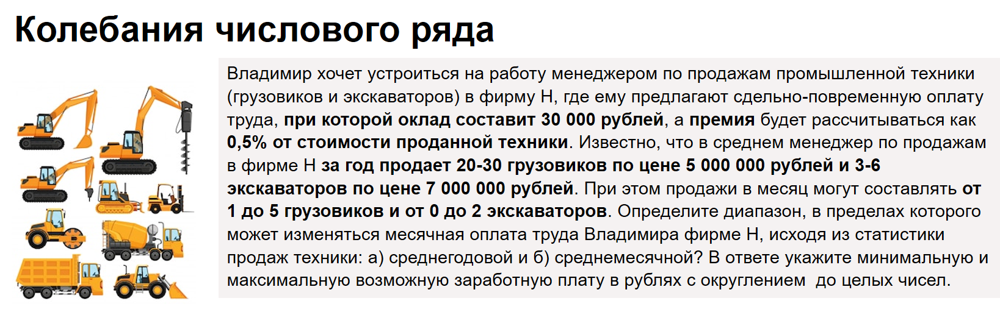 Колебания числового ряда
Владимир хочет устроиться на работу менеджером по продажам промышленной техники
(грузовиков и экскаваторов) в фирму Н, где ему предлагают сдельно-повременную оплату
труда, при которой оклад составит 30 000 рублей, а премия будет рассчитываться как
0,5% от стоимости проданной техники. Известно, что в среднем менеджер по продажам
в фирме Н за год продает 20-30 грузовиков по цене 5 000 000 рублей и 3-6
экскаваторов по цене 7 000 000 рублей. При этом продажи в месяц могут составлять от
1 до 5 грузовиков и от 0 до 2 экскаваторов. Определите диапазон, в пределах которого
может изменяться месячная оплата труда Владимира фирме Н, исходя из статистики
продаж техники: а) среднегодовой и б) среднемесячной? В ответе укажите минимальную и
максимальную возможную заработную плату в рублях с округлением  до целых чисел.